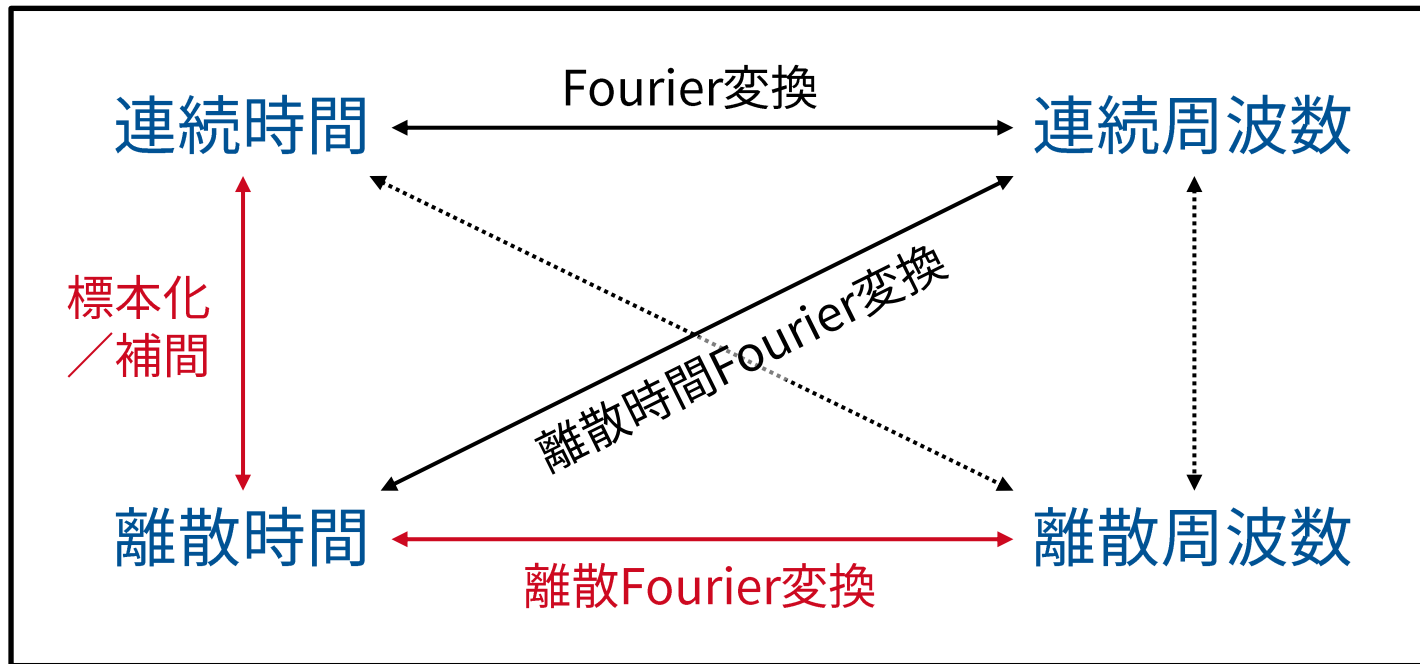 Fourier変換
連続時間
連続周波数
標本化
／補間
離散時間Fourier変換
離散時間
離散周波数
離散Fourier変換